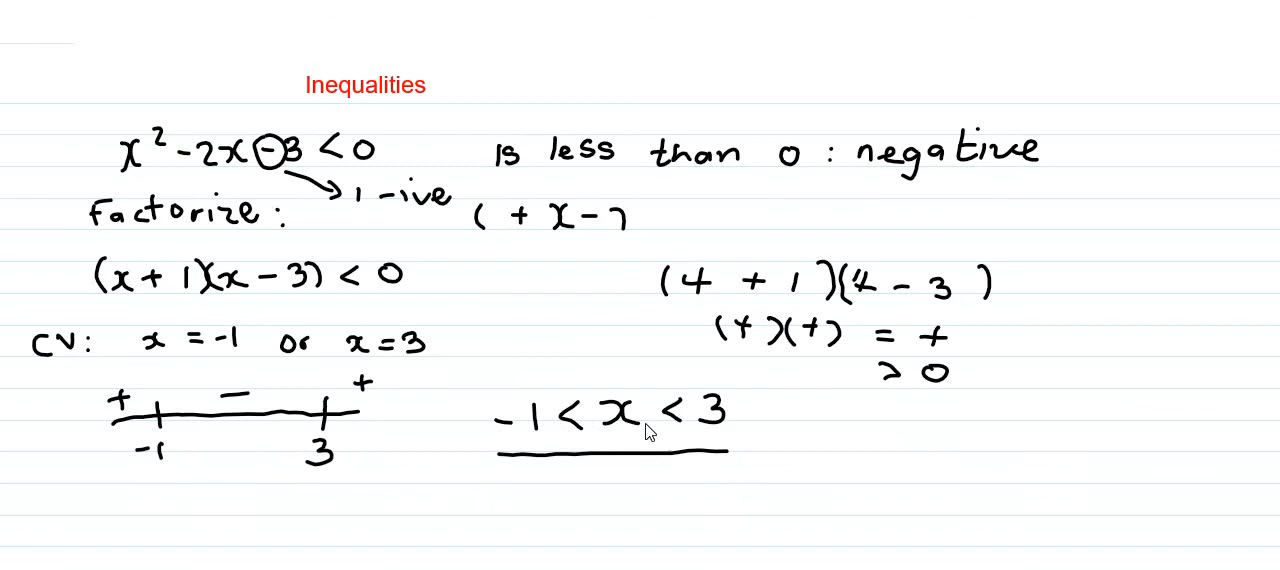 Inequalities
x² - 2x - 3 < 0 is less than 0 : negative
1 -ive
Factorize: ( + x - )
(x + 1)(x - 3) < 0 (4 + 1)(4 - 3)
(+)(+) = +
CV: x = -1 or x = 3
> 0
+ - +
-1 < x < 3
-1 3